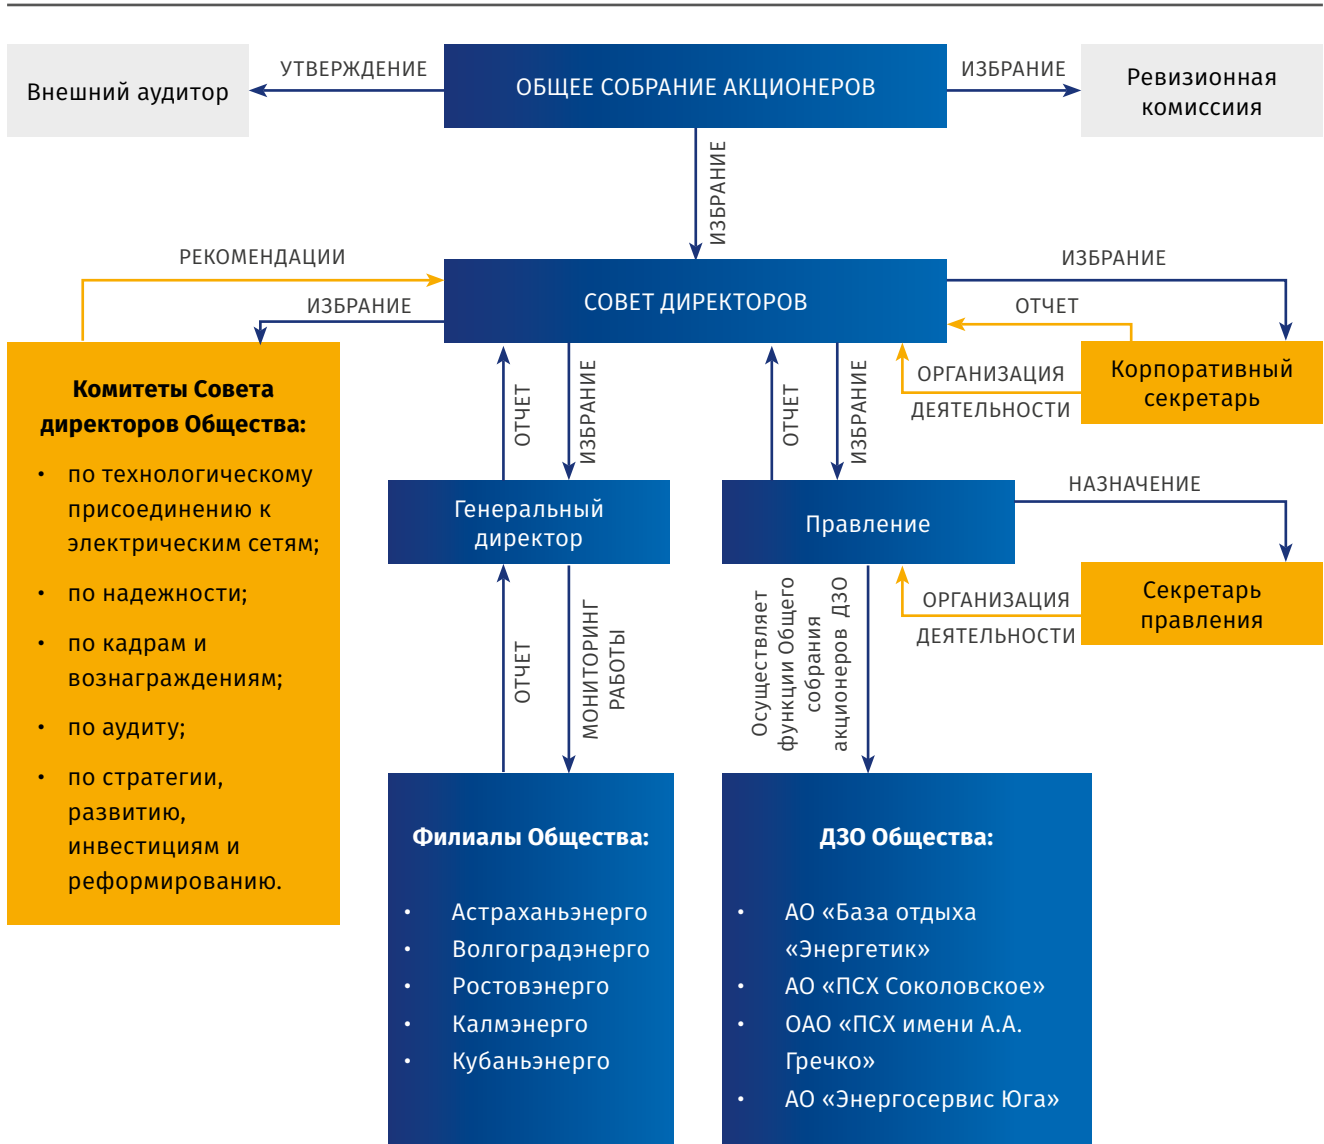 УТВЕРЖДЕНИЕ
ИЗБРАНИЕ
Внешний аудитор
ОБЩЕЕ СОБРАНИЕ АКЦИОНЕРОВ
Ревизионная
комиссиия
ИЗБРАНИЕ
РЕКОМЕНДАЦИИ
ИЗБРАНИЕ
ИЗБРАНИЕ
СОВЕТ ДИРЕКТОРОВ
ОТЧЕТ
Комитеты Совета
директоров Общества:
• по технологическому
присоединению к
электрическим сетям;
• по надежности;
• по кадрам и
вознаграждениям;
• по аудиту;
• по стратегии,
развитию,
инвестициям и
реформированию.
ОТЧЕТ
ИЗБРАНИЕ
ОТЧЕТ
ИЗБРАНИЕ
ОРГАНИЗАЦИЯ
ДЕЯТЕЛЬНОСТИ
Корпоративный
секретарь
Генеральный
директор
Правление
НАЗНАЧЕНИЕ
ОТЧЕТ
МОНИТОРИНГ
РАБОТЫ
Осуществляет
функции Общего
собрания
акционеров ДЗО
ОРГАНИЗАЦИЯ
ДЕЯТЕЛЬНОСТИ
Секретарь
правления
Филиалы Общества:
• Астраханьэнерго
• Волгоградэнерго
• Ростовэнерго
• Калмэнерго
• Кубаньэнерго
ДЗО Общества:
• АО «База отдыха
«Энергетик»
• АО «ПСХ Соколовское»
• ОАО «ПСХ имени А.А.
Гречко»
• АО «Энергосервис Юга»